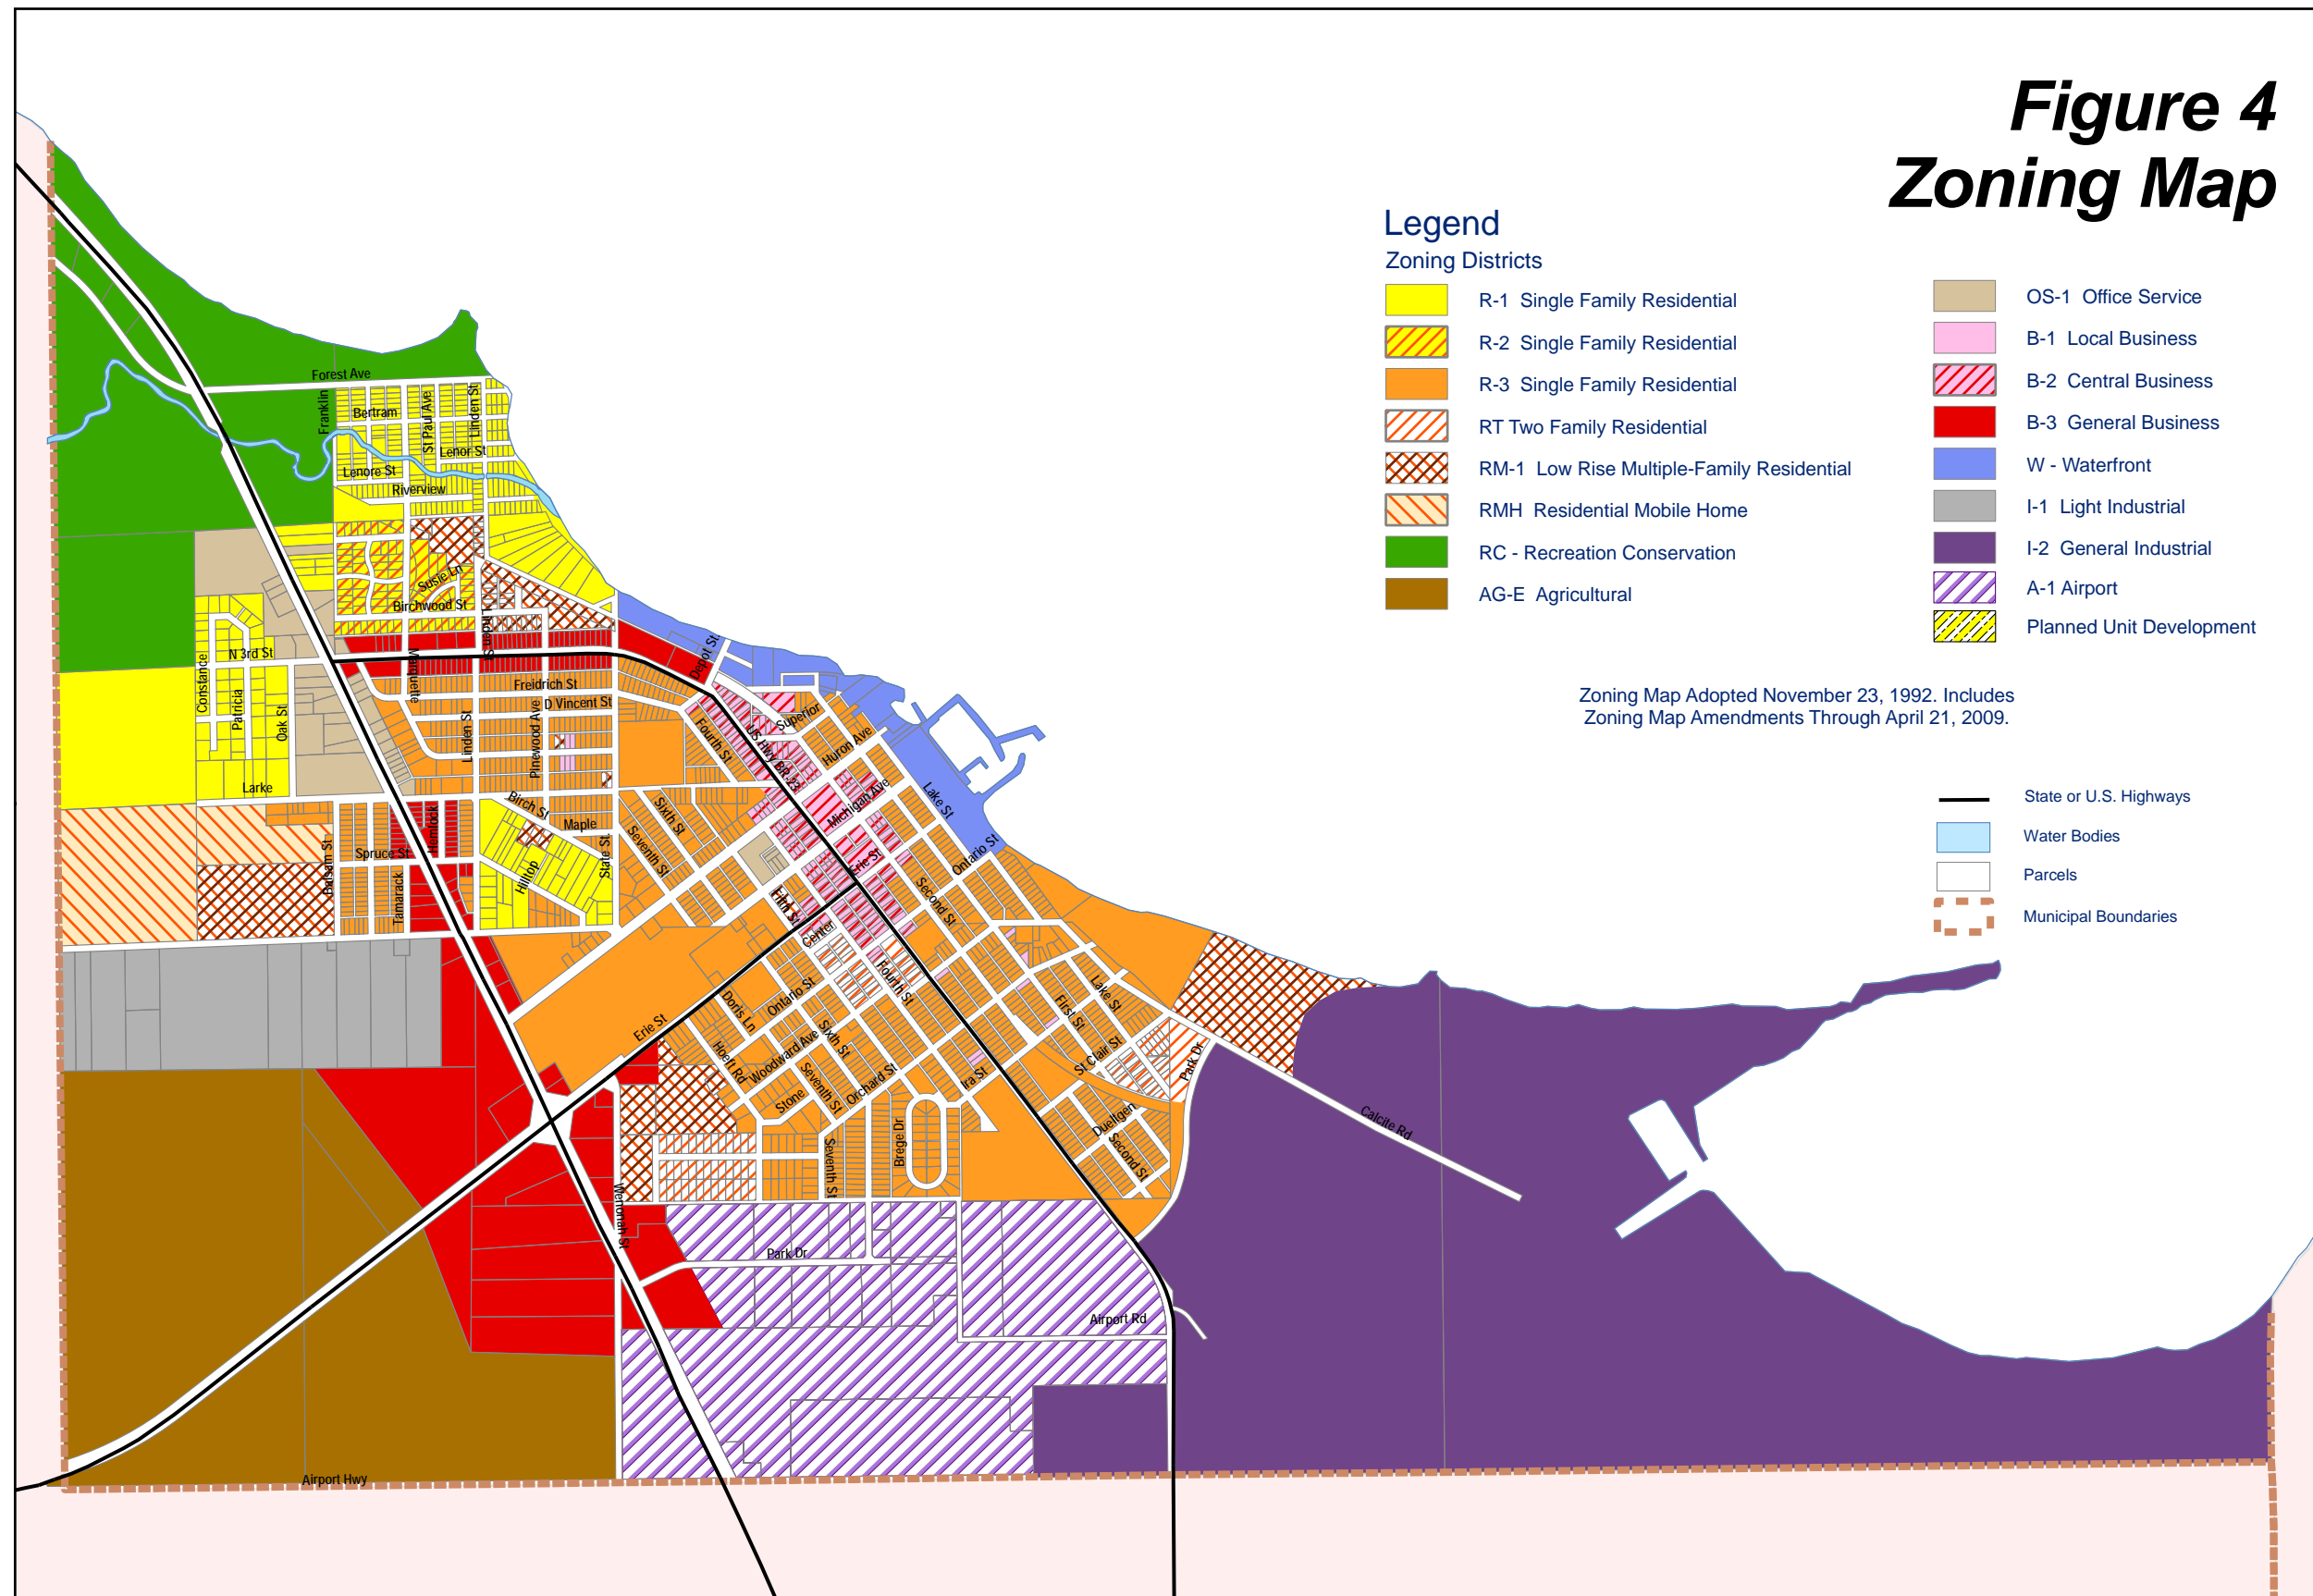 Figure 4
Zoning Map
Legend
Zoning Districts
R-1 Single Family Residential
R-2 Single Family Residential
R-3 Single Family Residential
RT Two Family Residential
RM-1 Low Rise Multiple-Family Residential
RMH Residential Mobile Home
RC - Recreation Conservation
AG-E Agricultural
OS-1 Office Service
B-1 Local Business
B-2 Central Business
B-3 General Business
W - Waterfront
I-1 Light Industrial
I-2 General Industrial
A-1 Airport
Planned Unit Development
Zoning Map Adopted November 23, 1992. Includes
Zoning Map Amendments Through April 21, 2009.
State or U.S. Highways
Water Bodies
Parcels
Municipal Boundaries
Forest Ave
Franklin
Bertram
St Paul Ave
Linden St
Lenor St
Lenore St
Riverview
Susie Ln
Birchwood St
Linden St
N 3rd St
Constance
Patricia
Oak St
Marquette
Freidrich St
D Vincent St
Linden St
Pinewood Ave
Depot St
Superior
Fourth St
US Hwy BR-23
Huron Ave
Larke
Birch St
Maple
Sixth St
Seventh St
State St
Michigan Ave
Lake St
Hemlock
Spruce St
Balsam St
Tamarack
Hilltop
Erie St
Ontario St
Second St
Fifth St
Center
Fourth St
Doris Ln
Ontario St
Lake St
First St
Erie St
Hoeft Rd
Woodward Ave
Sixth St
Seventh St
Stone
Orchard St
Ira St
St Clair St
Park Dr
Calcite Rd
Duellgen
Second St
Brege Dr
Seventh St
Wenonah St
Park Dr
Airport Rd
Airport Hwy